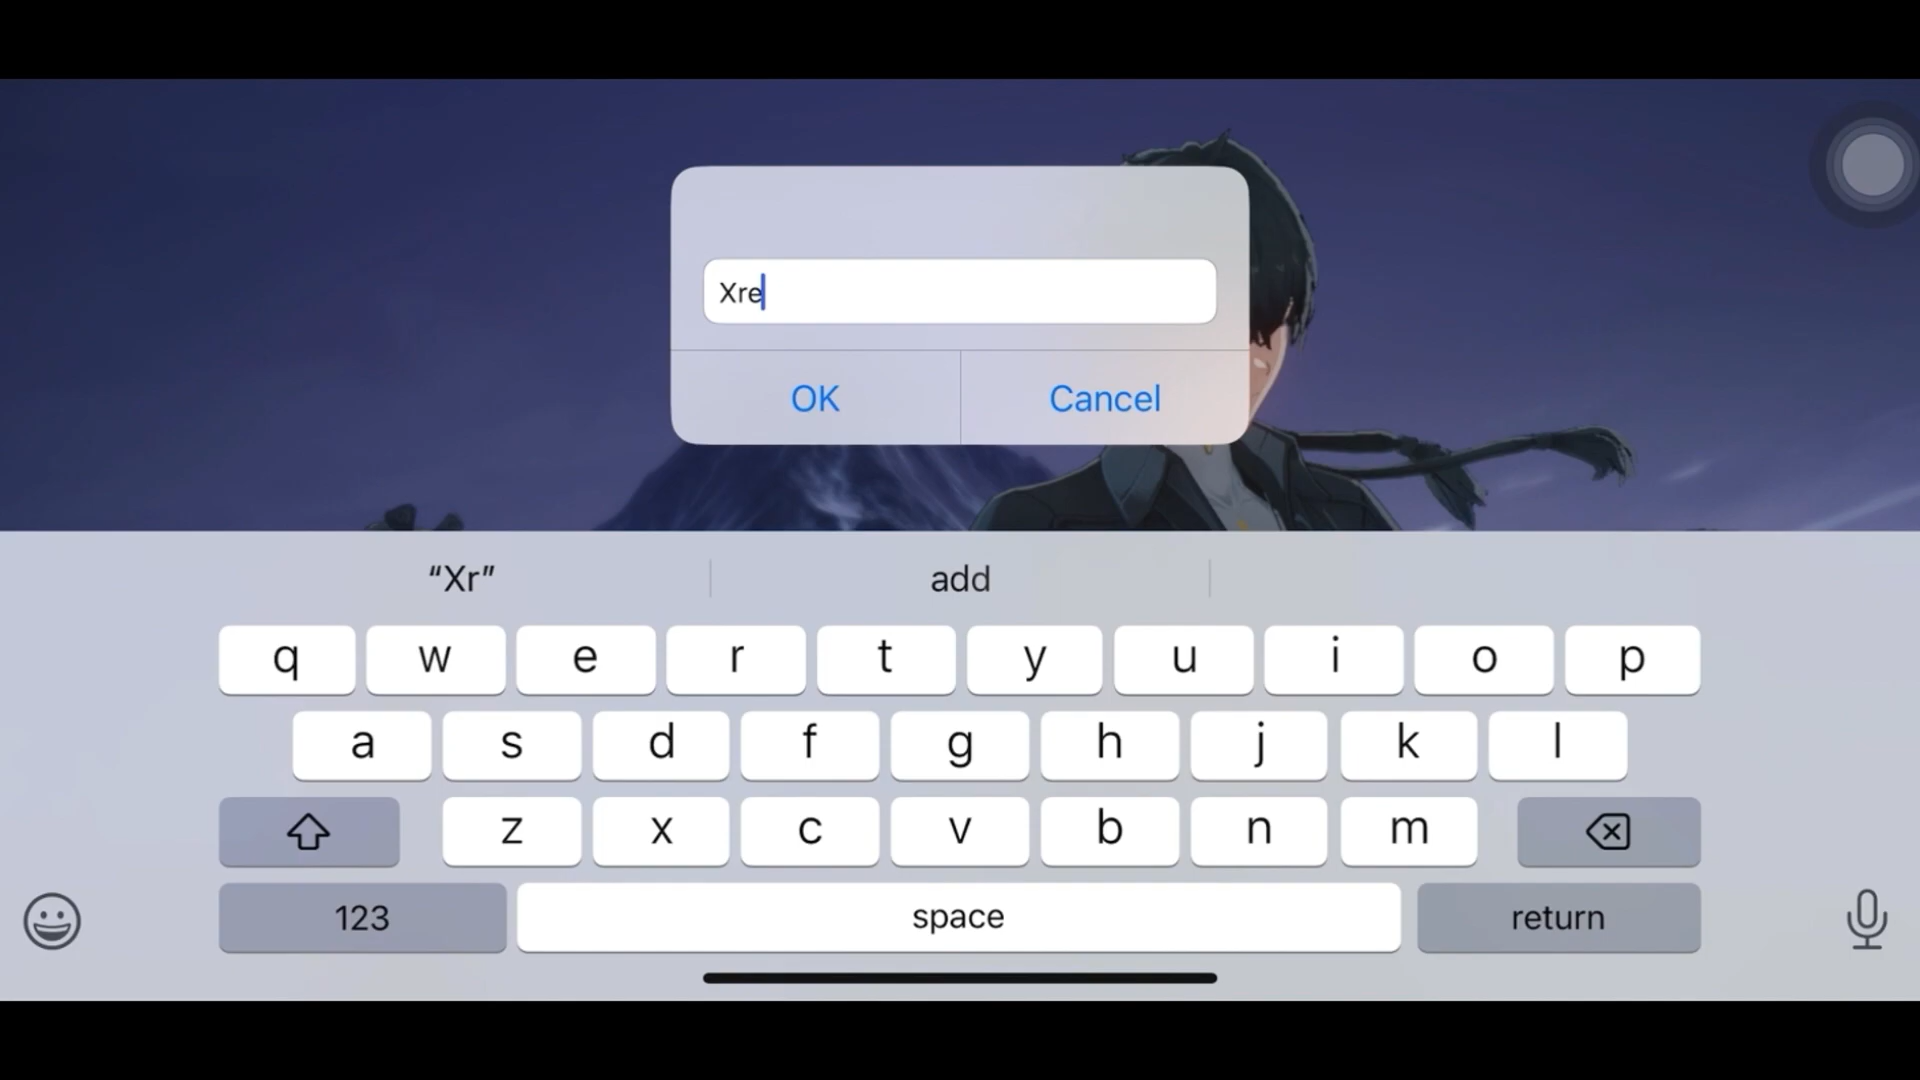 Xre
OK Cancel
“Xr” add
q w e r t y u i o p
a s d f g h j k l
z x c v b n m
123 space return